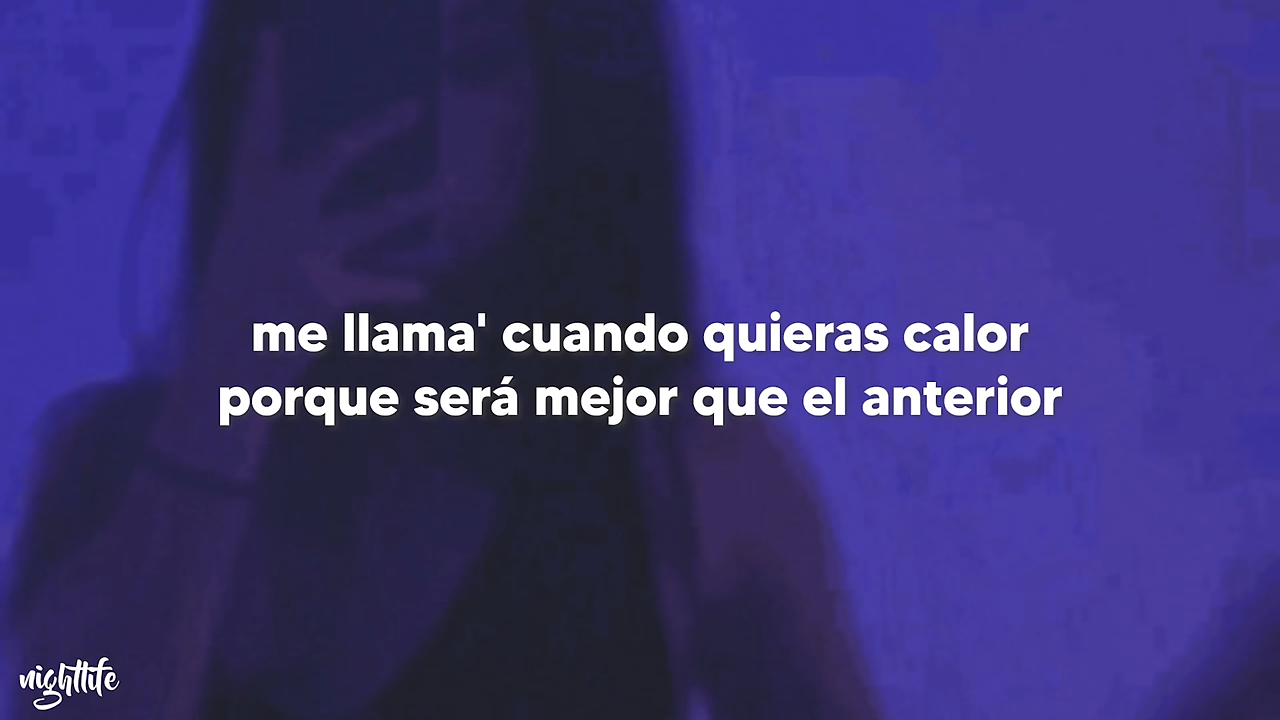 me llama' cuando quieras calor
porque será mejor que el anterior
nightlife